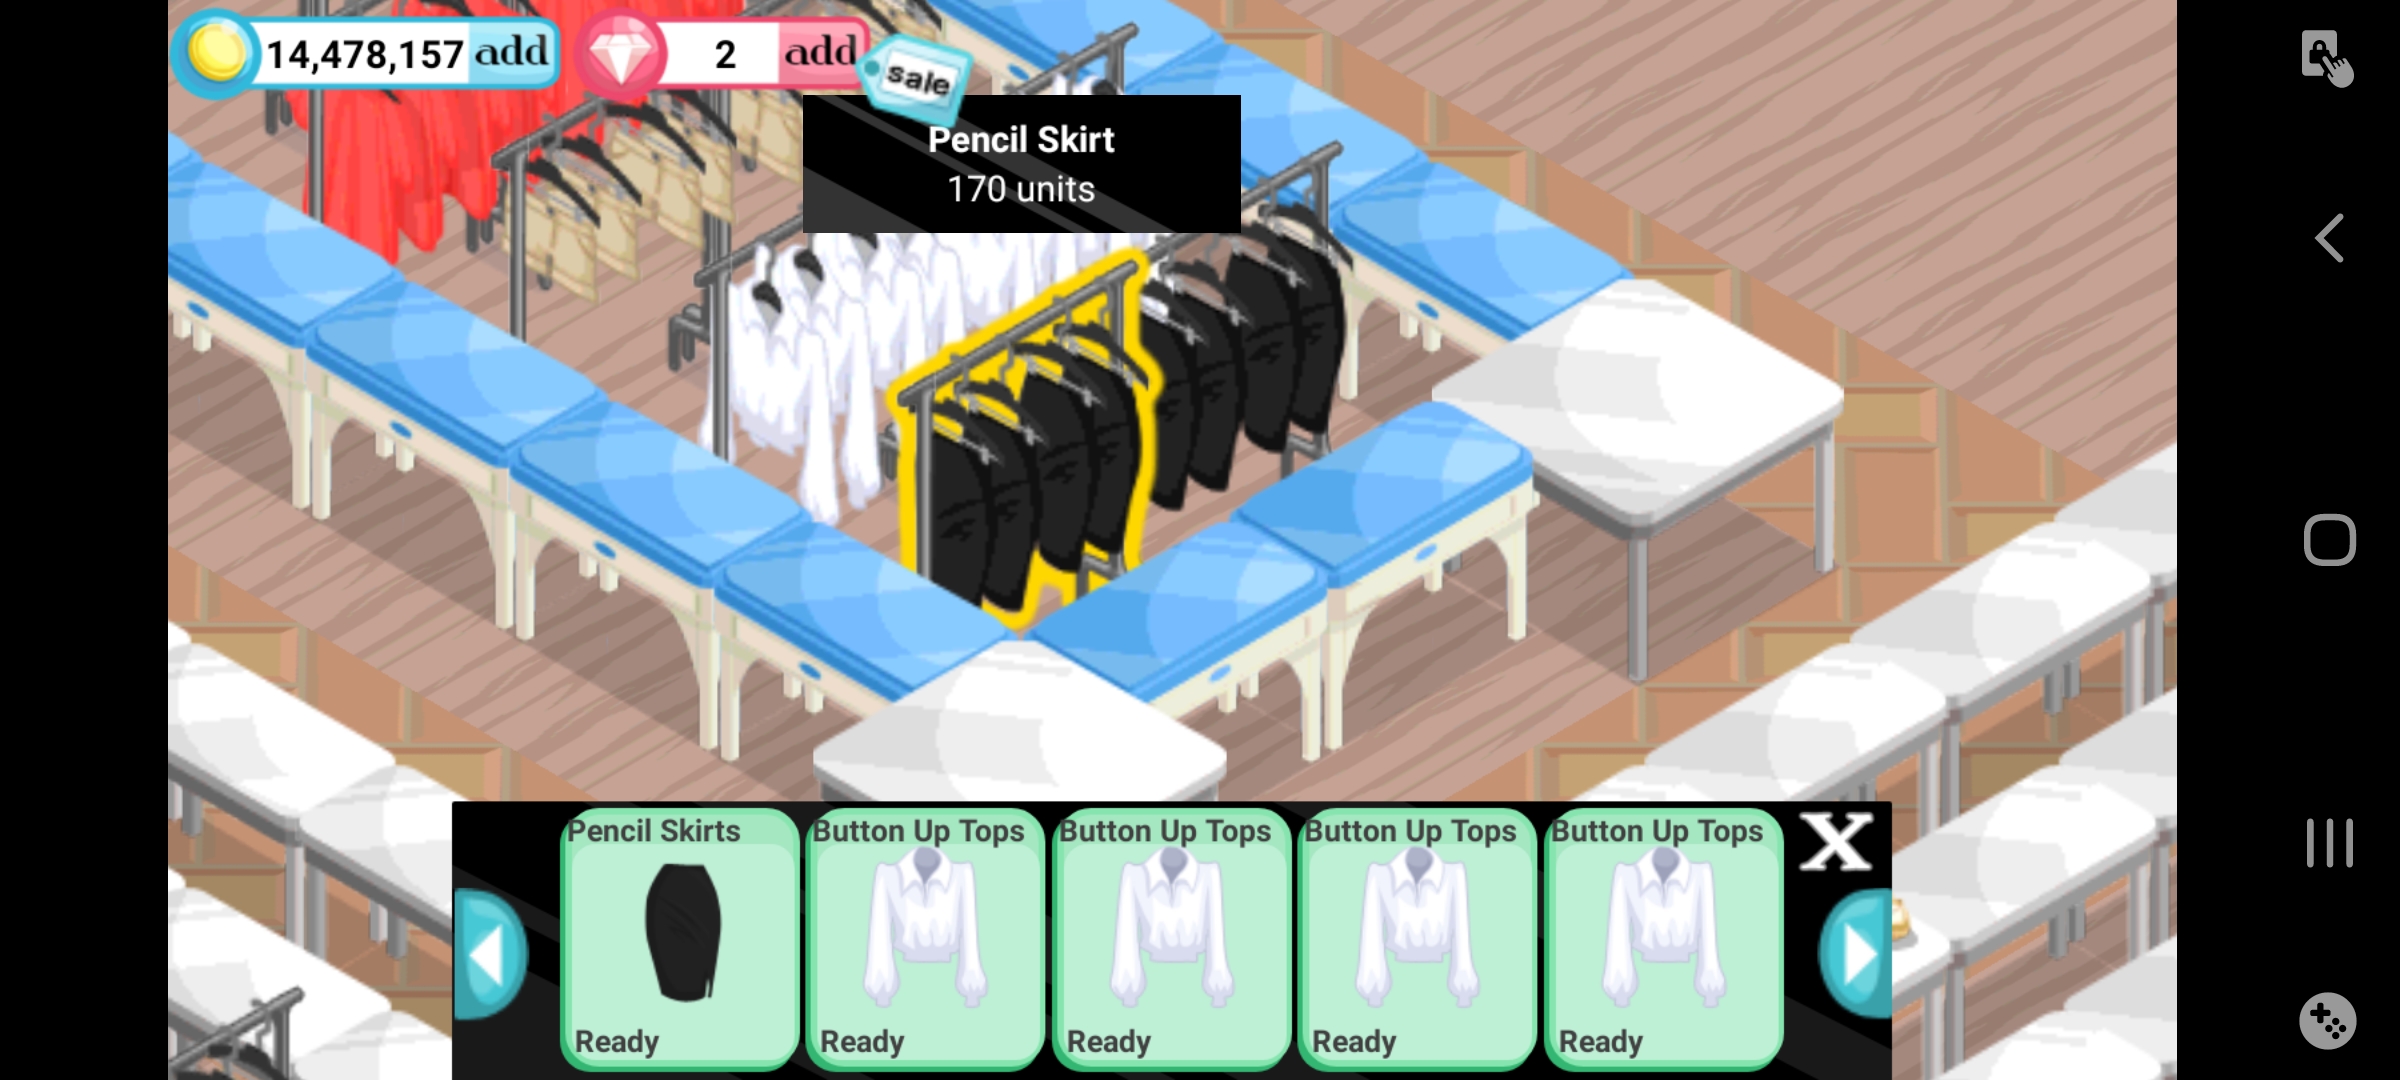 14,478,157 add
2 add
sale
Pencil Skirt
170 units
Pencil Skirts
Button Up Tops
Button Up Tops
Button Up Tops
Button Up Tops
X
Ready
Ready
Ready
Ready
Ready